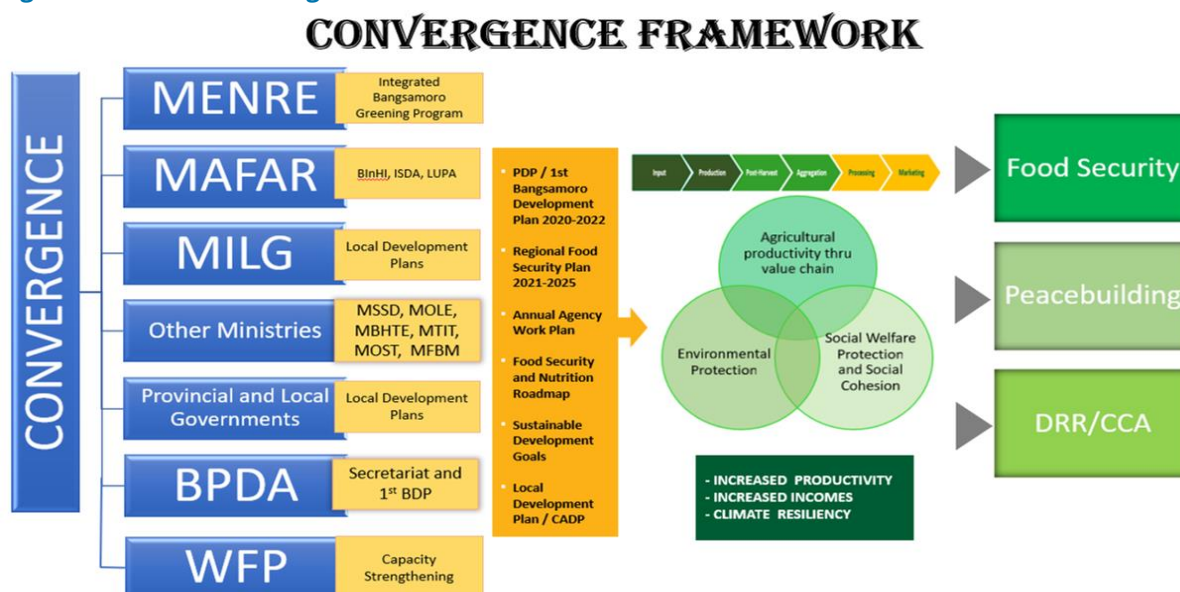 CONVERGENCE FRAMEWORK
CONVERGENCE
MENRE
Integrated
Bangsamoro
Greening Program
MAFAR
BInHI, ISDA, LUPA
MILG
Local Development
Plans
Other Ministries
MSSD, MOLE,
MBHTE, MTIT,
MOST, MFBM
Provincial and Local
Governments
Local Development
Plans
BPDA
Secretariat and
1st BDP
WFP
Capacity
Strengthening
• PDP / 1st
Bangsamoro
Development
Plan 2020-2022
• Regional Food
Security Plan
2021-2025
• Annual Agency
Work Plan
• Food Security
and Nutrition
Roadmap
• Sustainable
Development
Goals
• Local
Development
Plan / CADP
Input
Production
Post-Harvest
Aggregation
Processing
Marketing
Agricultural
productivity thru
value chain
Environmental
Protection
Social Welfare
Protection
and Social
Cohesion
- INCREASED PRODUCTIVITY
- INCREASED INCOMES
- CLIMATE RESILIENCY
Food Security
Peacebuilding
DRR/CCA